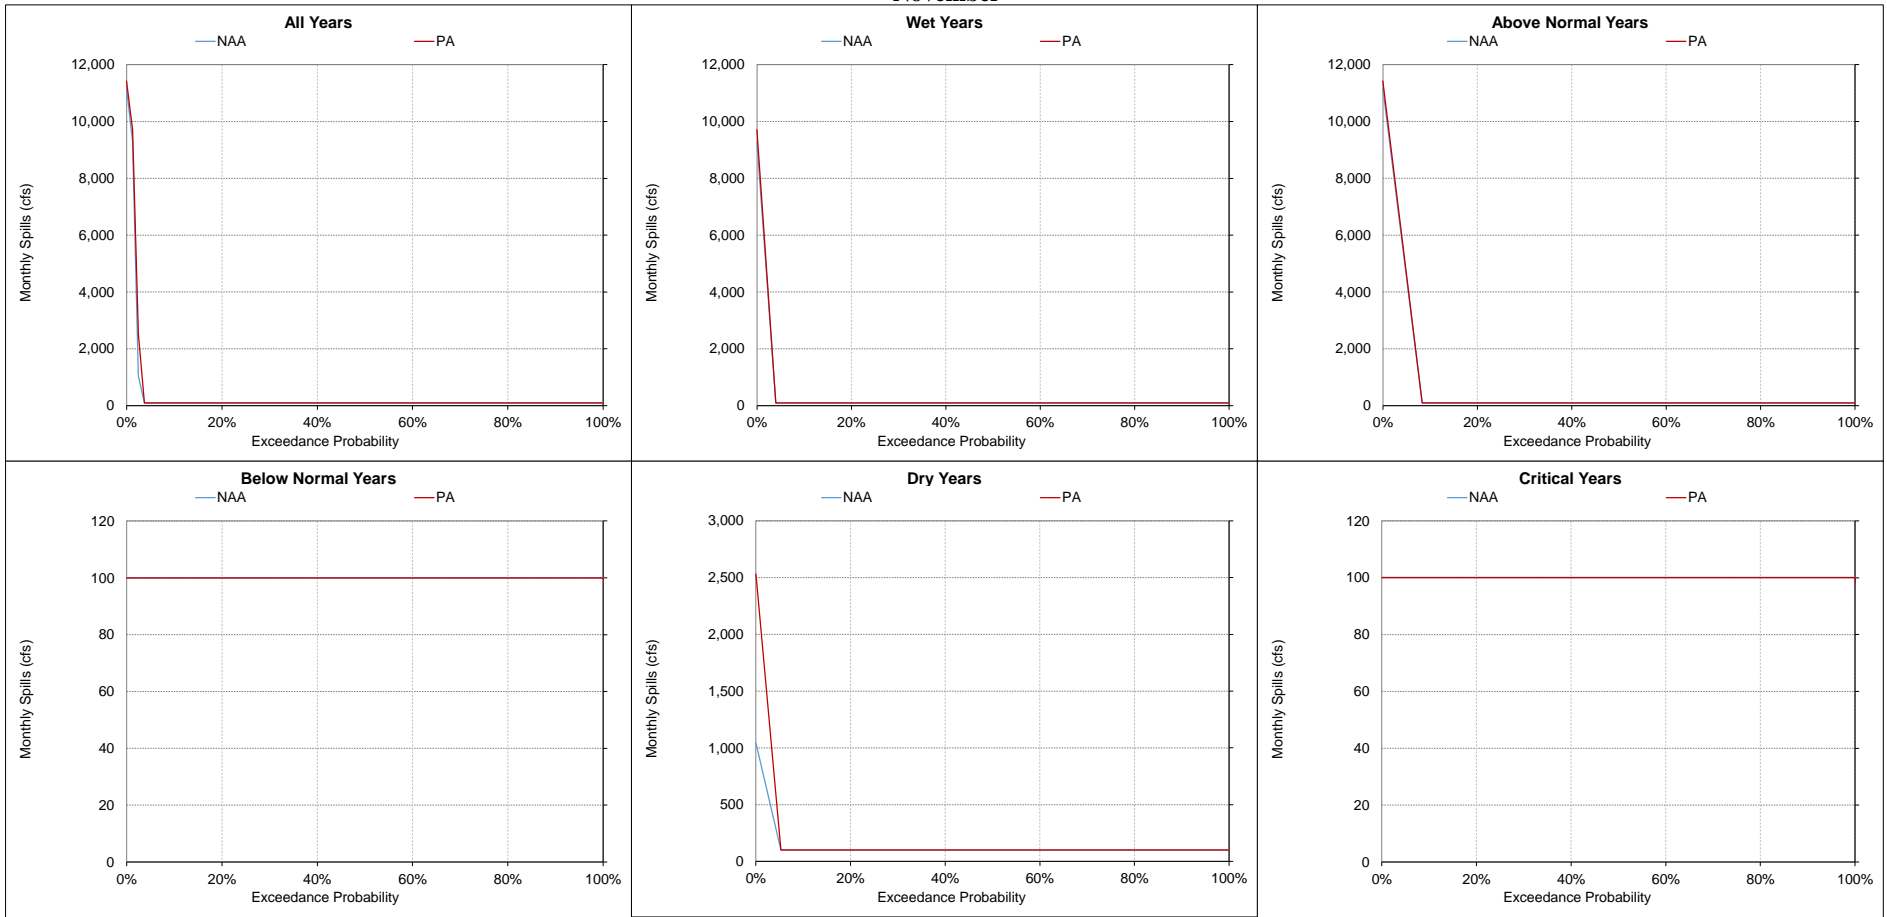 All Years
NAA PA
12,000
10,000
8,000
6,000
4,000
2,000
0
Monthly Spills (cfs)
0% 20% 40% 60% 80% 100%
Exceedance Probability
Wet Years
NAA PA
12,000
10,000
8,000
6,000
4,000
2,000
0
Monthly Spills (cfs)
0% 20% 40% 60% 80% 100%
Exceedance Probability
Above Normal Years
NAA PA
12,000
10,000
8,000
6,000
4,000
2,000
0
Monthly Spills (cfs)
0% 20% 40% 60% 80% 100%
Exceedance Probability
Below Normal Years
NAA PA
120
100
80
60
40
20
0
Monthly Spills (cfs)
0% 20% 40% 60% 80% 100%
Exceedance Probability
Dry Years
NAA PA
3,000
2,500
2,000
1,500
1,000
500
0
Monthly Spills (cfs)
0% 20% 40% 60% 80% 100%
Exceedance Probability
Critical Years
NAA PA
120
100
80
60
40
20
0
Monthly Spills (cfs)
0% 20% 40% 60% 80% 100%
Exceedance Probability